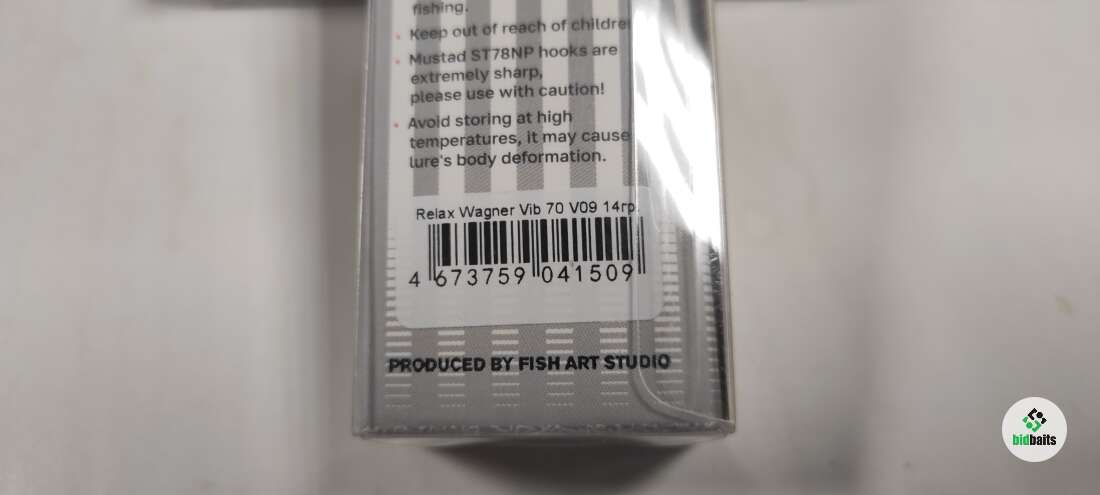 fishing.
Keep out of reach of children
Mustad ST78NP hooks are
extremely sharp,
please use with caution!
Avoid storing at high
temperatures, it may cause
lure's body deformation.
Relax Wagner Vib 70 V09 14гр.
4 673759 041509
PRODUCED BY FISH ART STUDIO
bidbaits